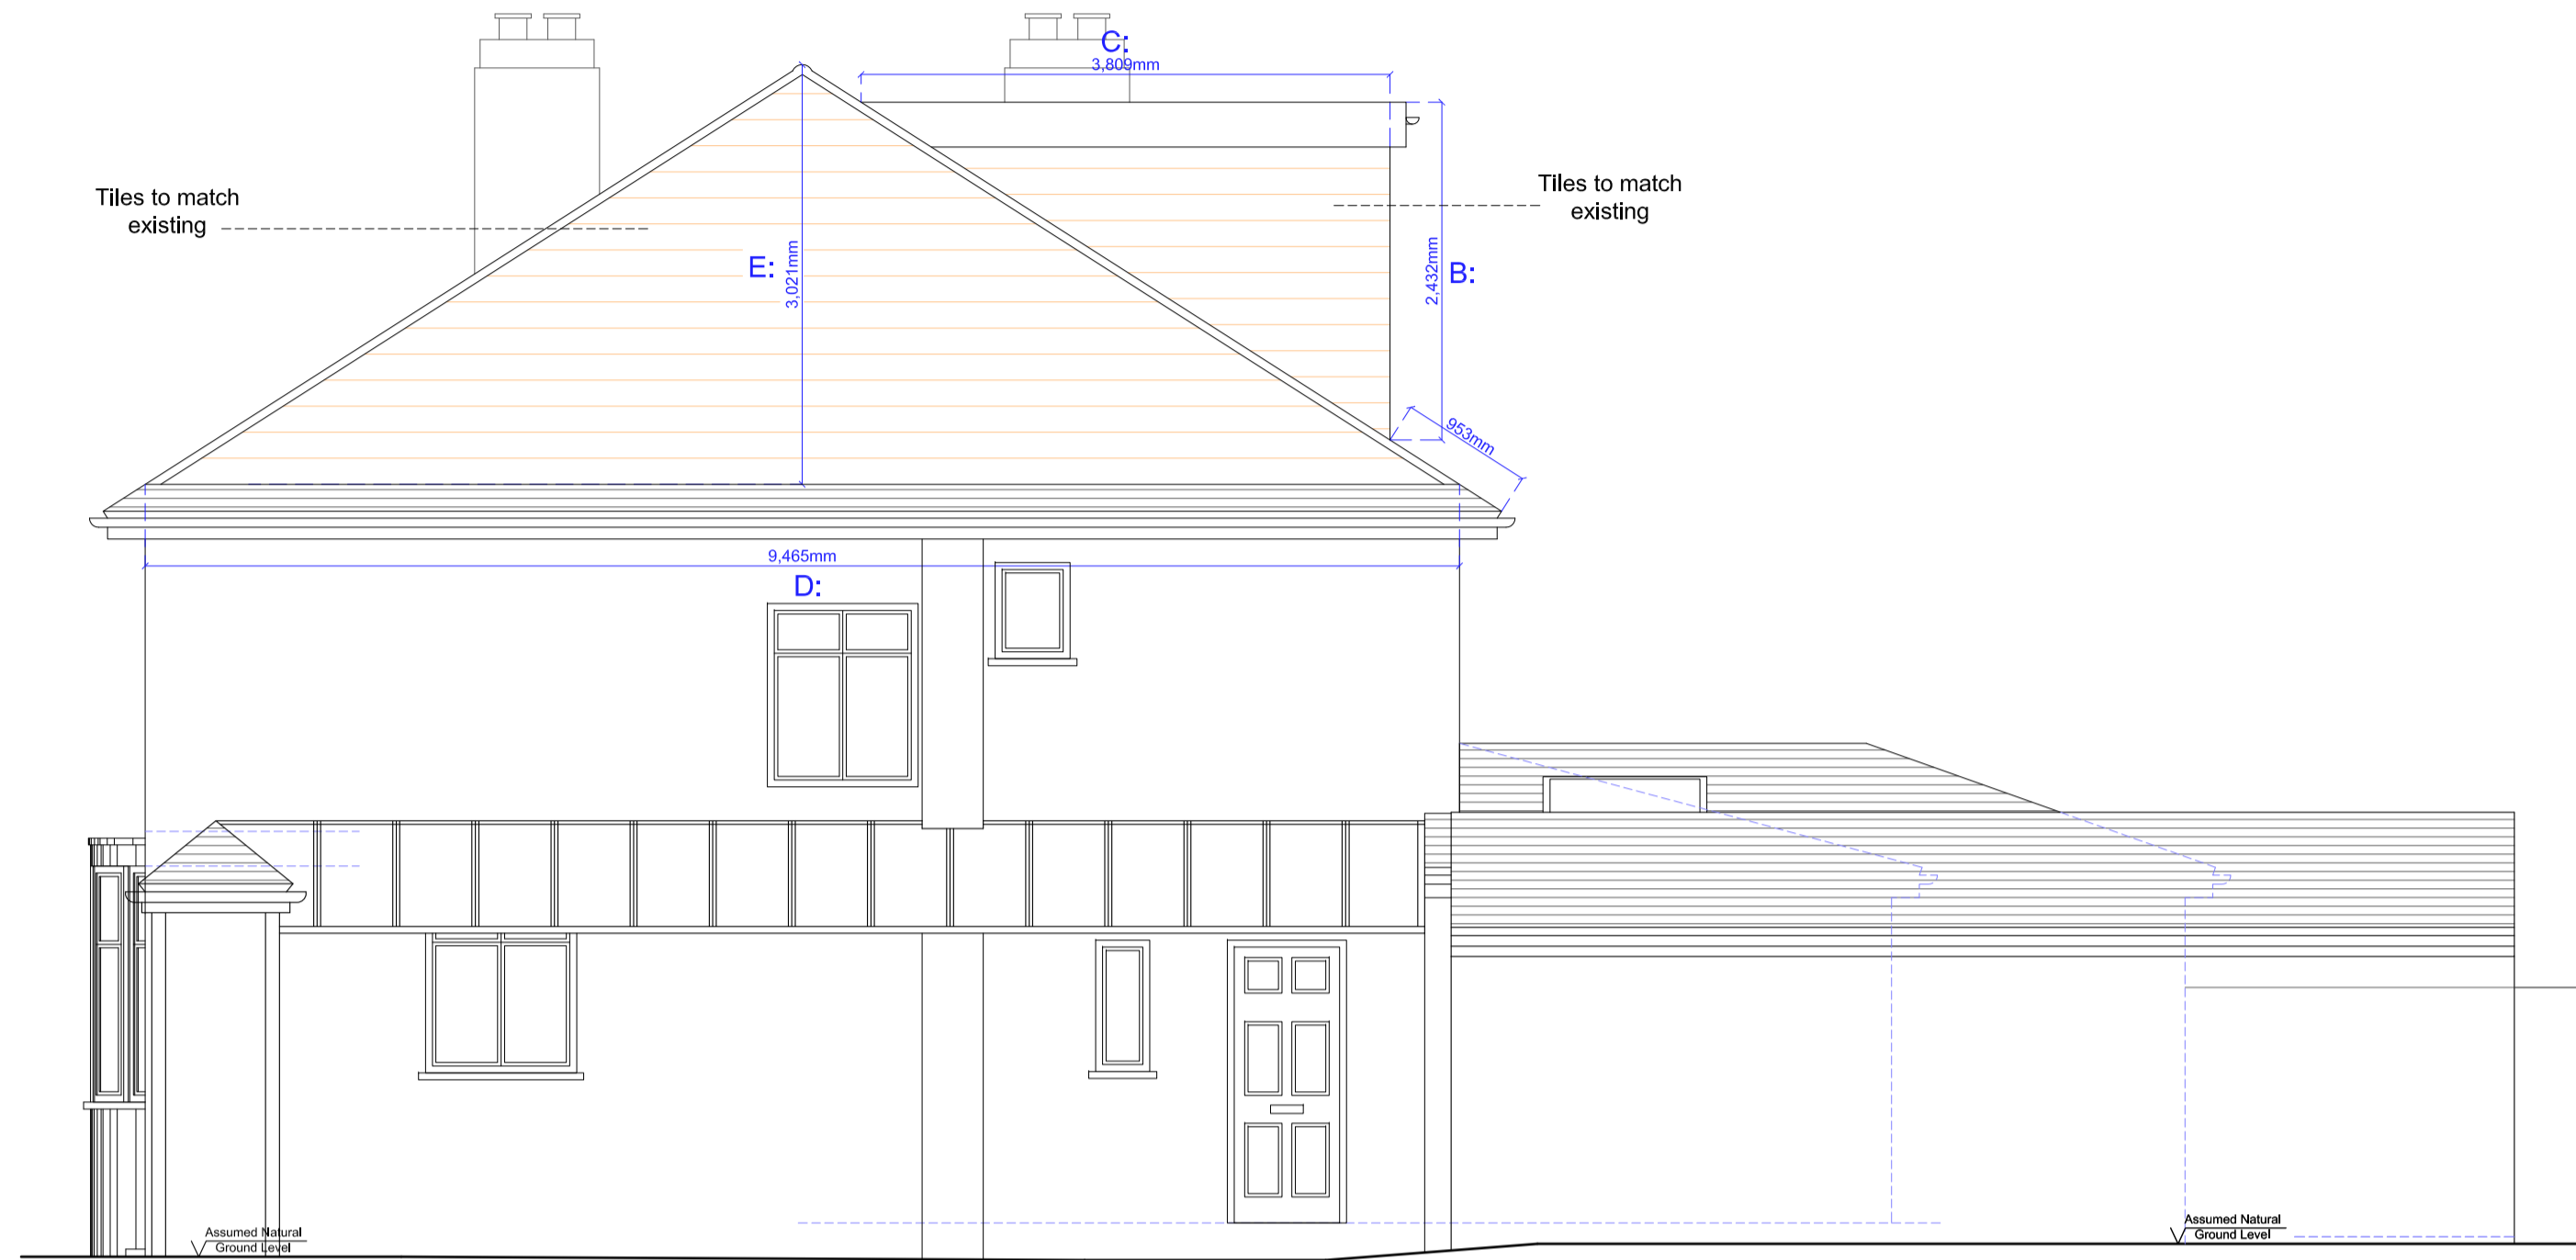 C:
3,809mm
Tiles to match
existing
Tiles to match
existing
E:
3,021mm
2,432mm
B:
953mm
9,465mm
D:
Assumed Natural
Ground Level
Assumed Natural
Ground Level